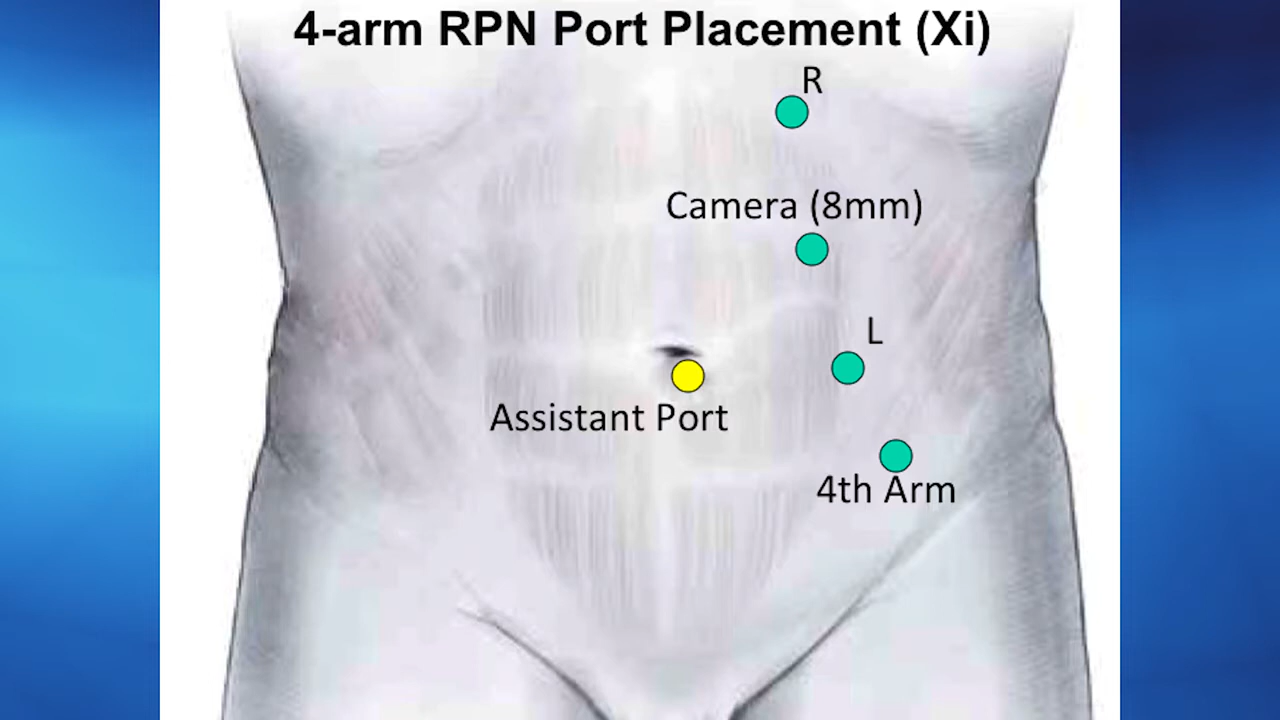 4-arm RPN Port Placement (Xi)
R
Camera (8mm)
L
Assistant Port
4th Arm